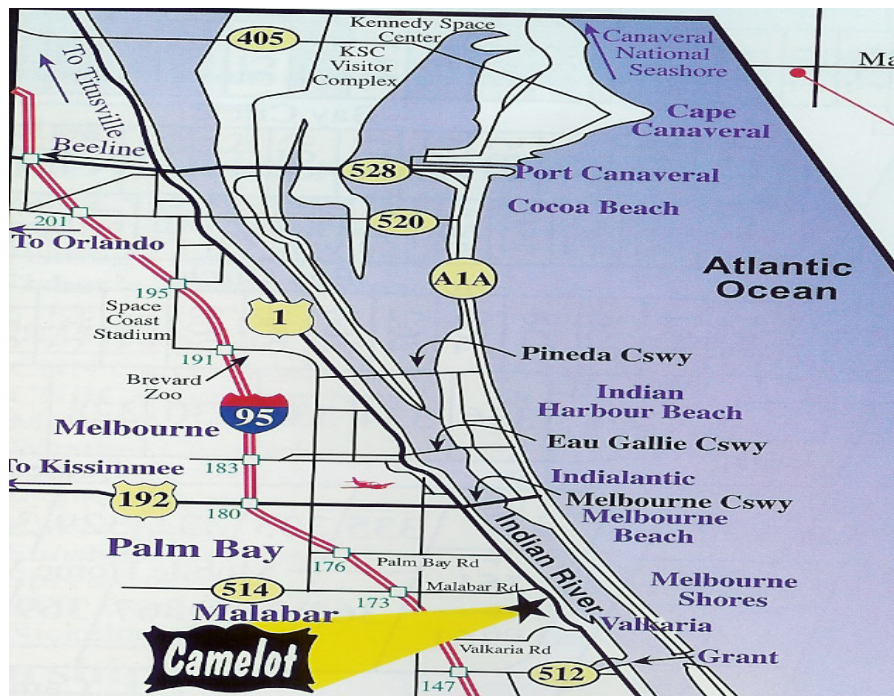 405
Kennedy Space
Center
KSC
Visitor
Complex
Canaveral
National
Seashore
To Titusville
Cape
Canaveral
Beeline
528
Port Canaveral
Cocoa Beach
201
520
To Orlando
Atlantic
Ocean
A1A
195
Space
Coast
Stadium
1
191
Pineda Cswy
Brevard
Zoo
Indian
Harbour Beach
95
Melbourne
Eau Gallie Cswy
To Kissimmee
183
Indialantic
192
180
Melbourne Cswy
Melbourne
Beach
Indian River
Palm Bay
176
Palm Bay Rd
514
173
Malabar Rd
Melbourne
Shores
Malabar
Valkaria
Camelot
Valkaria Rd
Grant
147
512